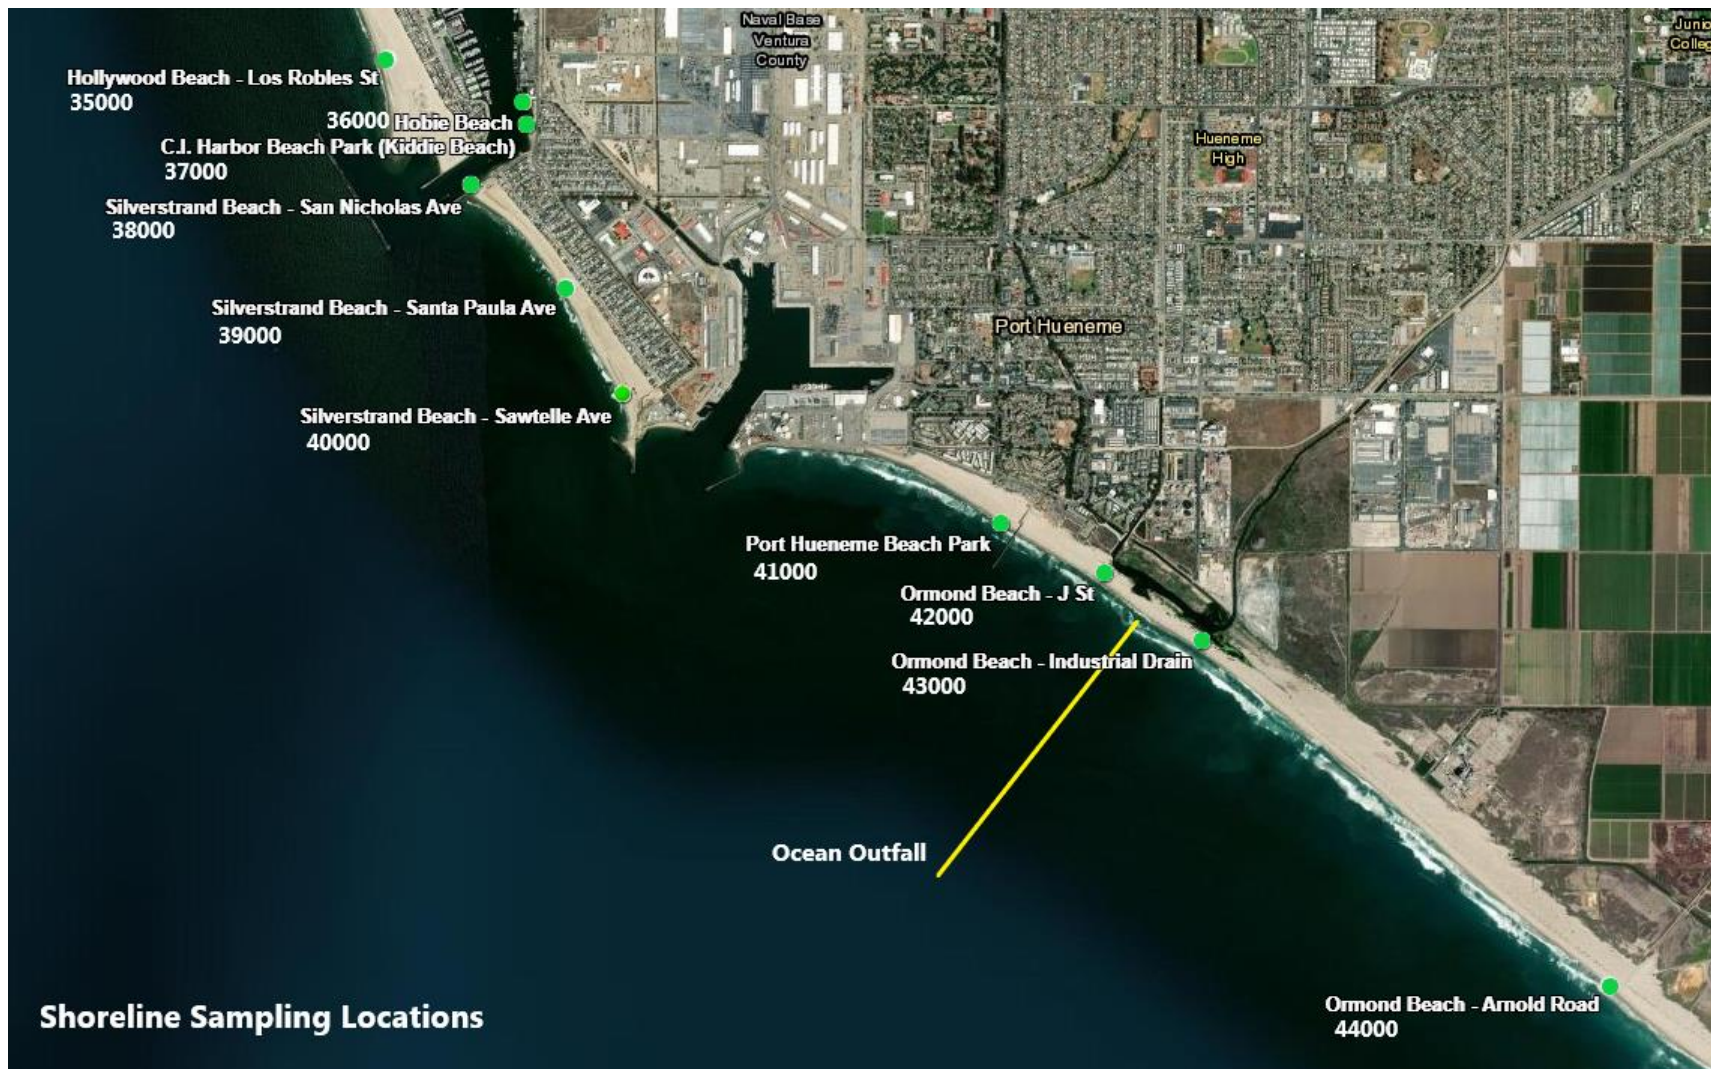 Naval Base
Ventura
County
Junio
Colleg
Hollywood Beach - Los Robles St
35000
36000 Hobie Beach
C.I. Harbor Beach Park (Kiddie Beach)
37000
Silverstrand Beach - San Nicholas Ave
38000
Hueneme
High
Silverstrand Beach - Santa Paula Ave
39000
Port Hueneme
Silverstrand Beach - Sawtelle Ave
40000
Port Hueneme Beach Park
41000
Ormond Beach - J St
42000
Ormond Beach - Industrial Drain
43000
Ocean Outfall
Ormond Beach - Arnold Road
44000
Shoreline Sampling Locations